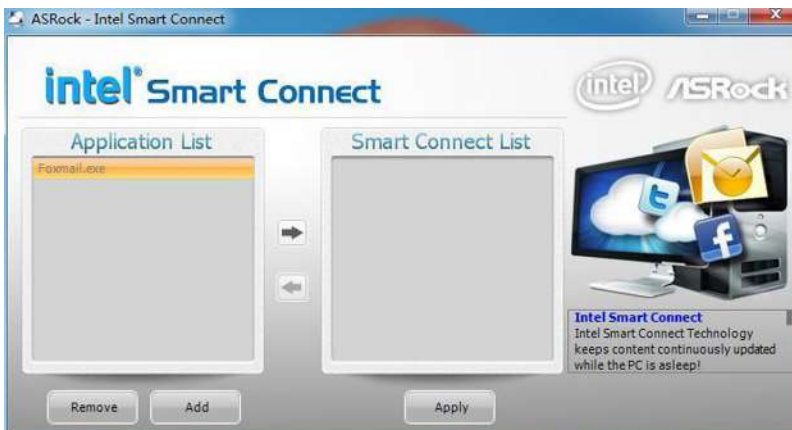 ASRock - Intel Smart Connect
intel® Smart Connect
intel ASRock
Application List
Smart Connect List
Foxmail.exe
Intel Smart Connect
Intel Smart Connect Technology
keeps content continuously updated
while the PC is asleep!
Remove
Add
Apply